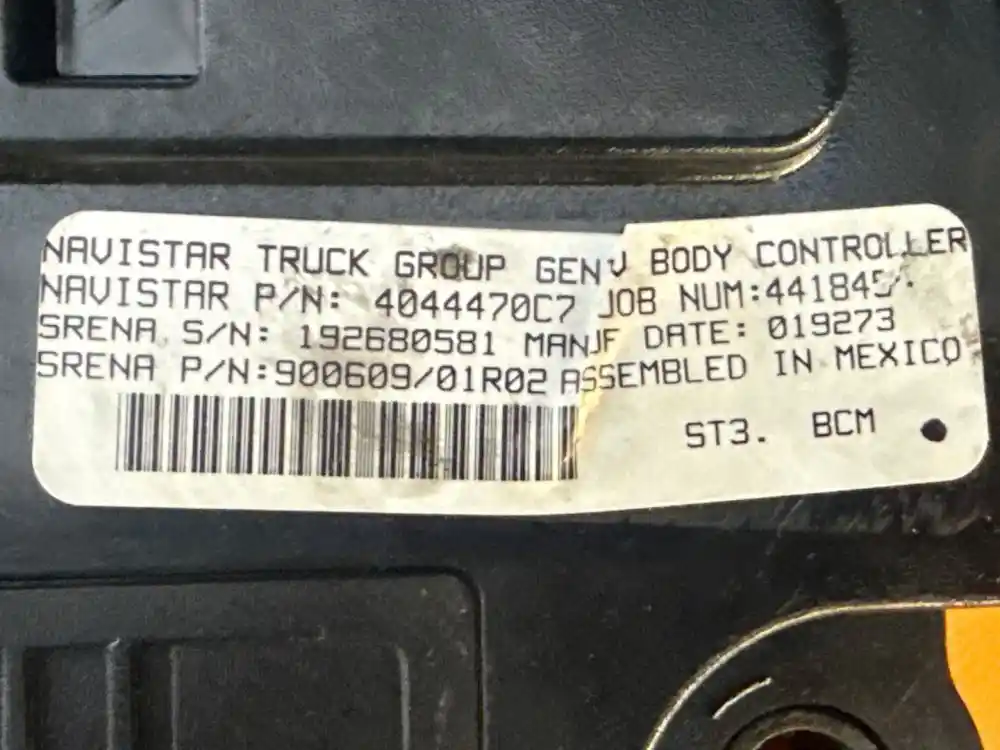 NAVISTAR TRUCK GROUP BODY CONTROLLER
NAVISTAR P/N: 4044470C7 JOB NUM:
SRENA S/N: 192680581 MANUF DATE: 019273
SRENA P/N:900609/01R02 ASSEMBLED IN MEXICO
ST3. BCM